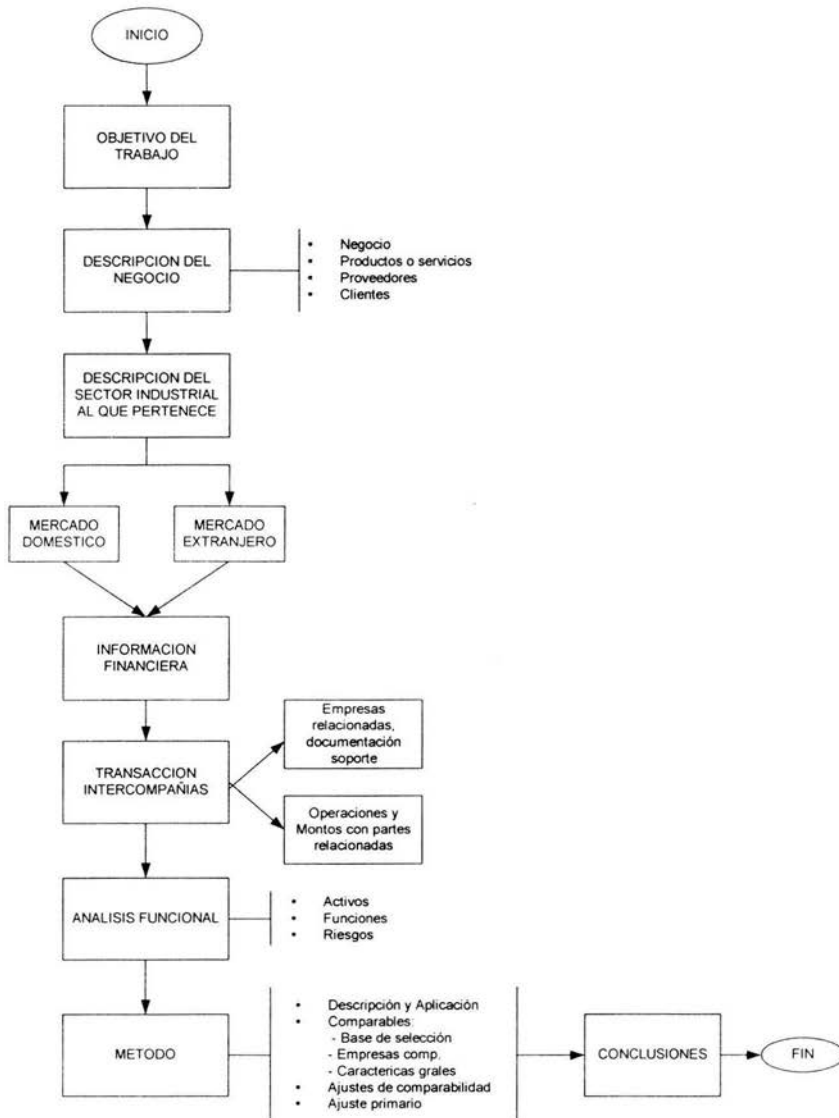 INICIO
OBJETIVO DEL
TRABAJO
DESCRIPCION DEL
NEGOCIO
▪ Negocio
▪ Productos o servicios
▪ Proveedores
▪ Clientes
DESCRIPCION DEL
SECTOR INDUSTRIAL
AL QUE PERTENECE
MERCADO
DOMESTICO
MERCADO
EXTRANJERO
INFORMACION
FINANCIERA
TRANSACCION
INTERCOMPAÑIAS
Empresas
relacionadas,
documentación
soporte
Operaciones y
Montos con partes
relacionadas
ANALISIS FUNCIONAL
▪ Activos
▪ Funciones
▪ Riesgos
METODO
▪ Descripción y Aplicación
▪ Comparables:
- Base de selección
- Empresas comp.
- Caractericas grales
▪ Ajustes de comparabilidad
▪ Ajuste primario
CONCLUSIONES
FIN